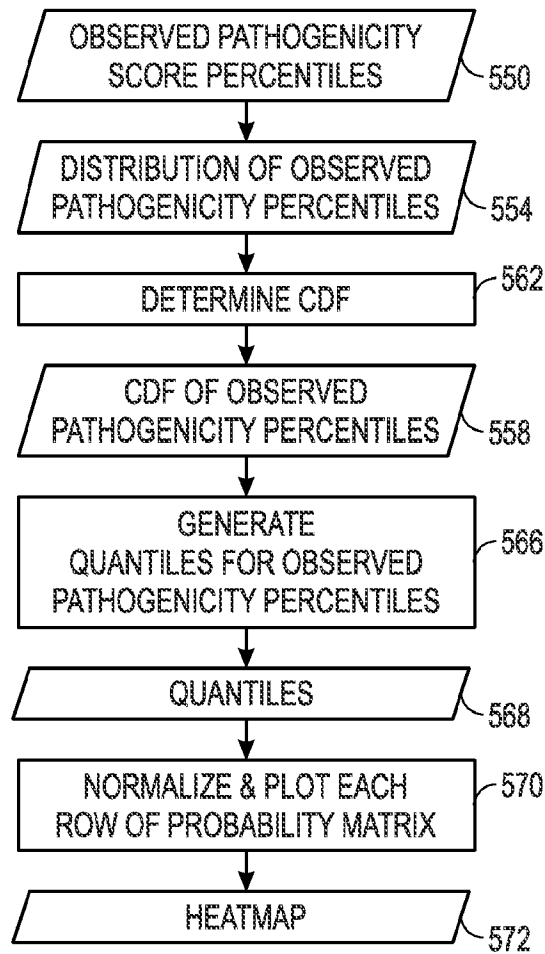 OBSERVED PATHOGENICITY
SCORE PERCENTILES
550
DISTRIBUTION OF OBSERVED
PATHOGENICITY PERCENTILES
554
DETERMINE CDF
562
CDF OF OBSERVED
PATHOGENICITY PERCENTILES
558
GENERATE
QUANTILES FOR OBSERVED
PATHOGENICITY PERCENTILES
566
QUANTILES
568
NORMALIZE & PLOT EACH
ROW OF PROBABILITY MATRIX
570
HEATMAP
572